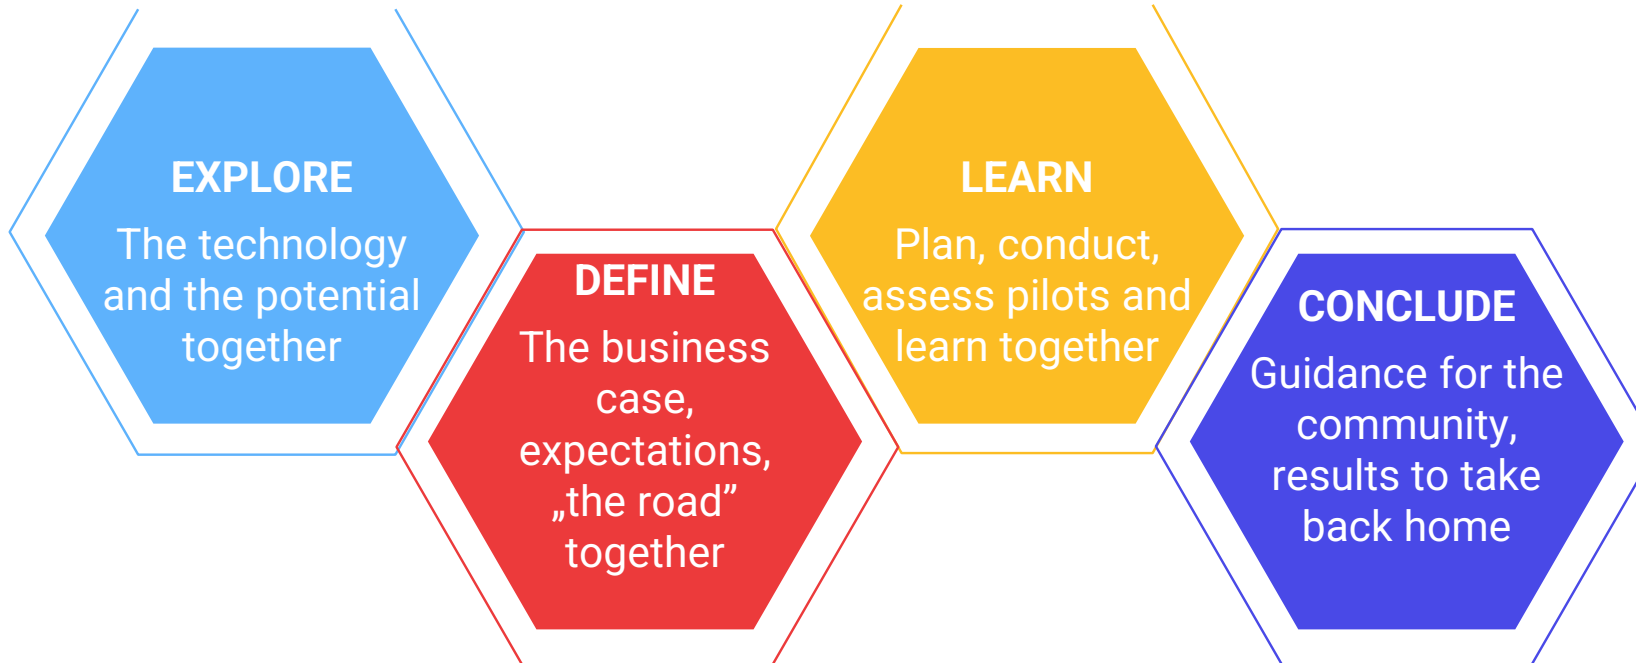 EXPLORE
The technology
and the potential
together
DEFINE
The business
case,
expectations,
„the road”
together
LEARN
Plan, conduct,
assess pilots and
learn together
CONCLUDE
Guidance for the
community,
results to take
back home